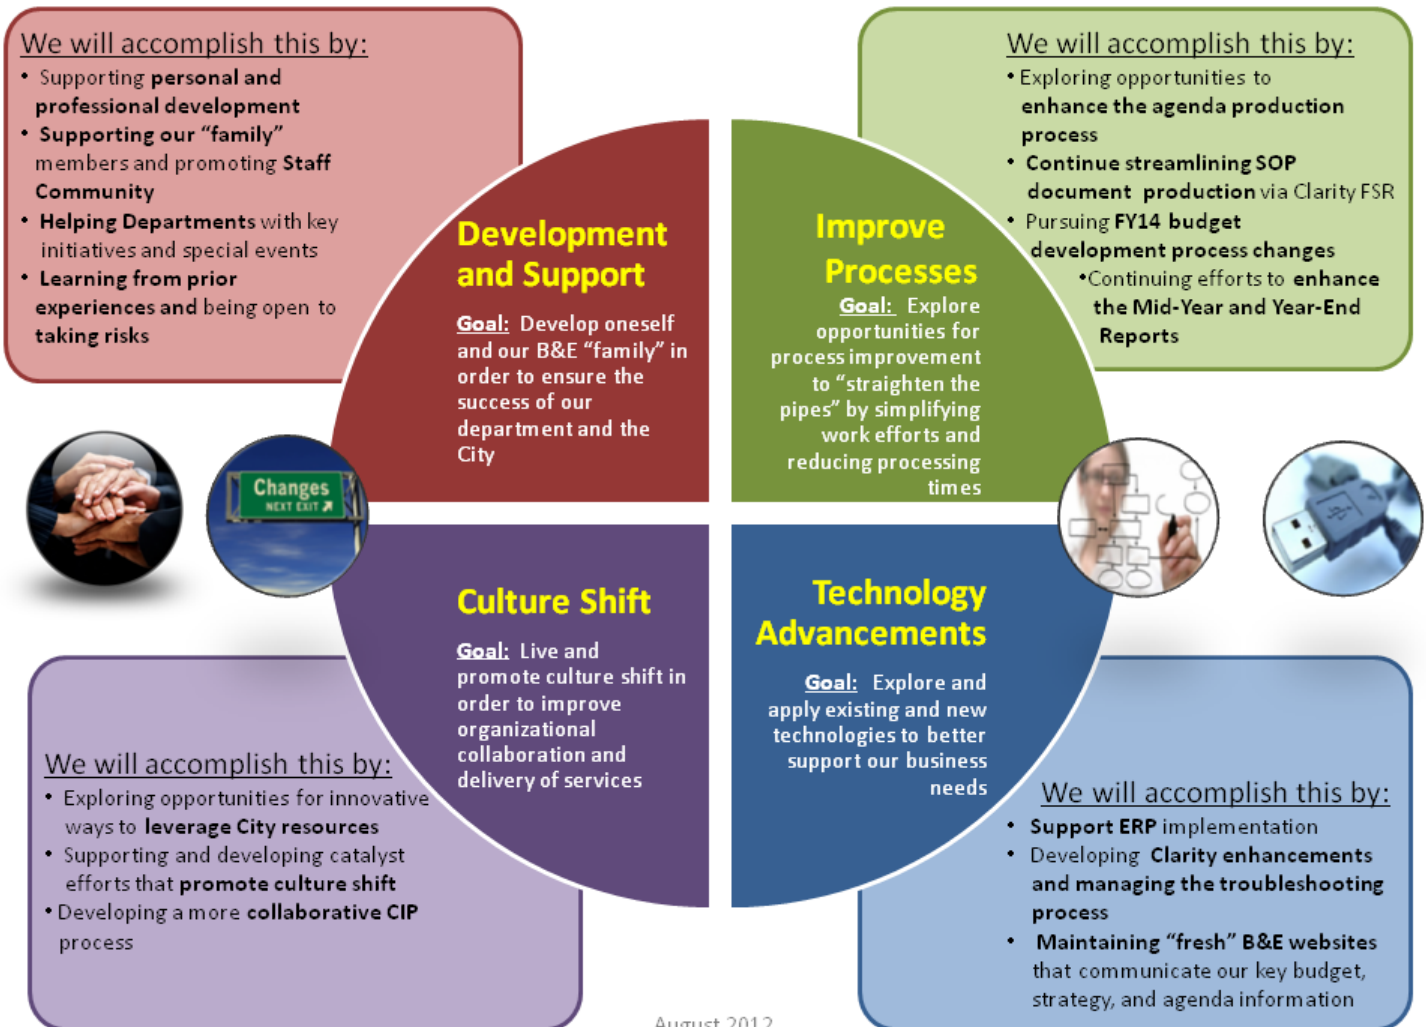 We will accomplish this by:
• Supporting personal and
professional development
• Supporting our “family”
members and promoting Staff
Community
• Helping Departments with key
initiatives and special events
• Learning from prior
experiences and being open to
taking risks
We will accomplish this by:
• Exploring opportunities to
enhance the agenda production
process
• Continue streamlining SOP
document production via Clarity FSR
• Pursuing FY14 budget
development process changes
• Continuing efforts to enhance
the Mid-Year and Year-End
Reports
Development
and Support
Goal: Develop oneself
and our B&E “family” in
order to ensure the
success of our
department and the
City
Improve
Processes
Goal: Explore
opportunities for
process improvement
to “straighten the
pipes” by simplifying
work efforts and
reducing processing
times
Changes
NEXT EXIT ↗
Culture Shift
Goal: Live and
promote culture shift in
order to improve
organizational
collaboration and
delivery of services
Technology
Advancements
Goal: Explore and
apply existing and new
technologies to better
support our business
needs
We will accomplish this by:
• Exploring opportunities for innovative
ways to leverage City resources
• Supporting and developing catalyst
efforts that promote culture shift
• Developing a more collaborative CIP
process
We will accomplish this by:
• Support ERP implementation
• Developing Clarity enhancements
and managing the troubleshooting
process
• Maintaining “fresh” B&E websites
that communicate our key budget,
strategy, and agenda information
August 2012